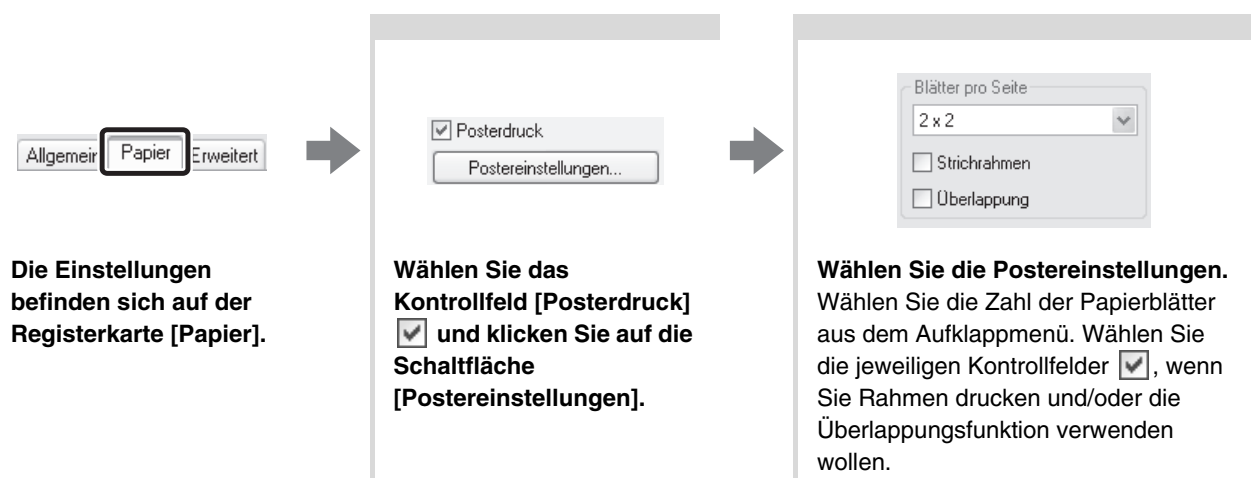 Allgemeir Papier Erweitert
Die Einstellungen
befinden sich auf der
Registerkarte [Papier].
Posterdruck
Postereinstellungen...
Wählen Sie das
Kontrollfeld [Posterdruck]
und klicken Sie auf die
Schaltfläche
[Postereinstellungen].
Blätter pro Seite
2 x 2
Strichrahmen
Überlappung
Wählen Sie die Postereinstellungen.
Wählen Sie die Zahl der Papierblätter
aus dem Aufklappmenü. Wählen Sie
die jeweiligen Kontrollfelder , wenn
Sie Rahmen drucken und/oder die
Überlappungsfunktion verwenden
wollen.